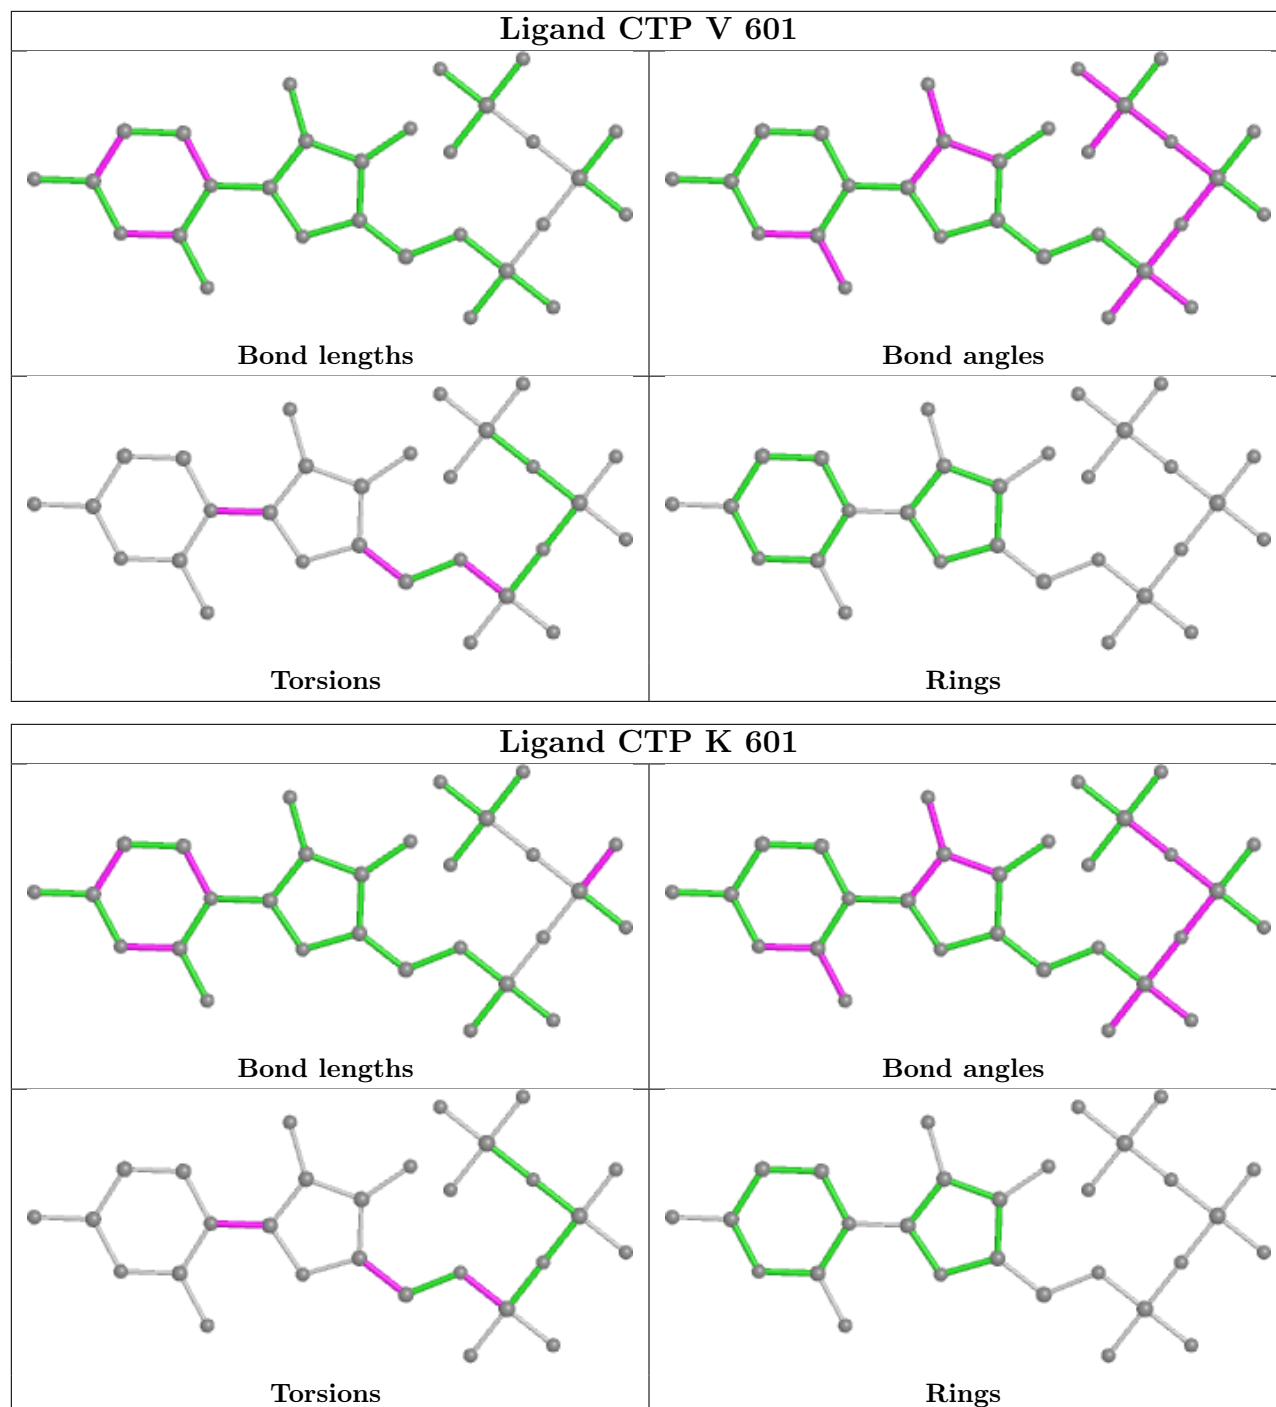 Ligand CTP V 601
Bond lengths
Bond angles
Torsions
Rings
Ligand CTP K 601
Bond lengths
Bond angles
Torsions
Rings